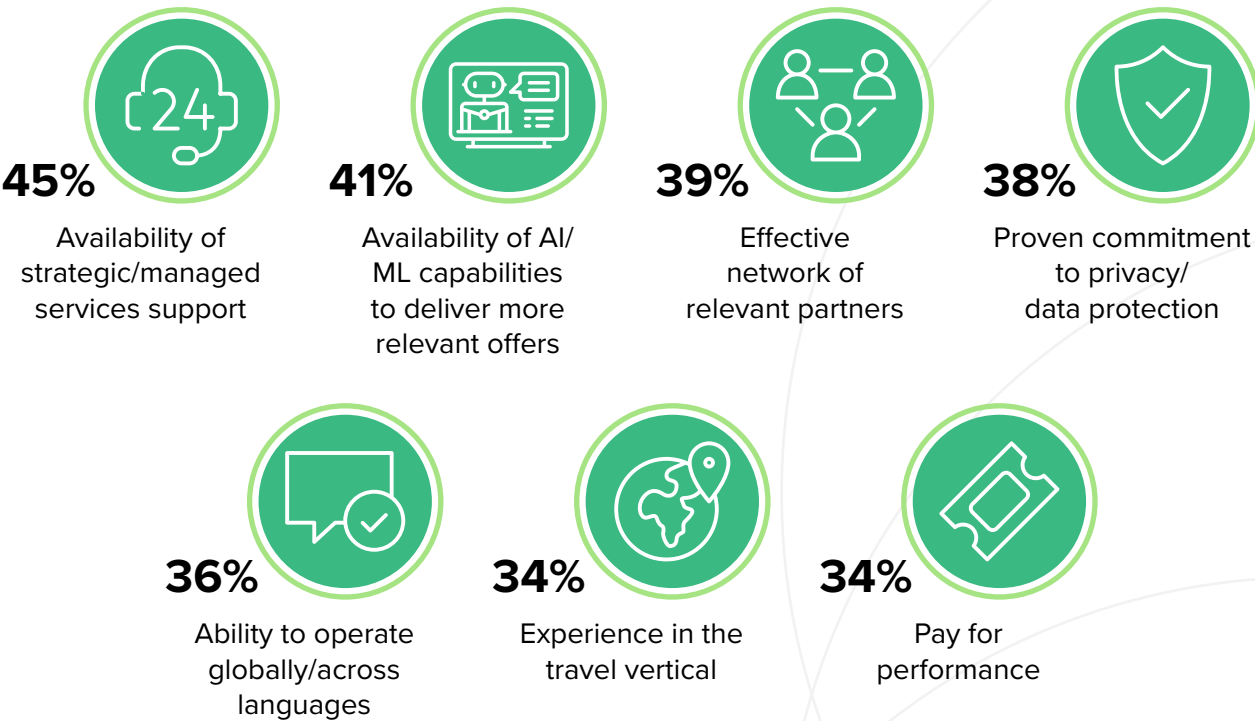 24
45%
Availability of
strategic/managed
services support
41%
Availability of AI/
ML capabilities
to deliver more
relevant offers
39%
Effective
network of
relevant partners
38%
Proven commitment
to privacy/
data protection
36%
Ability to operate
globally/across
languages
34%
Experience in the
travel vertical
34%
Pay for
performance